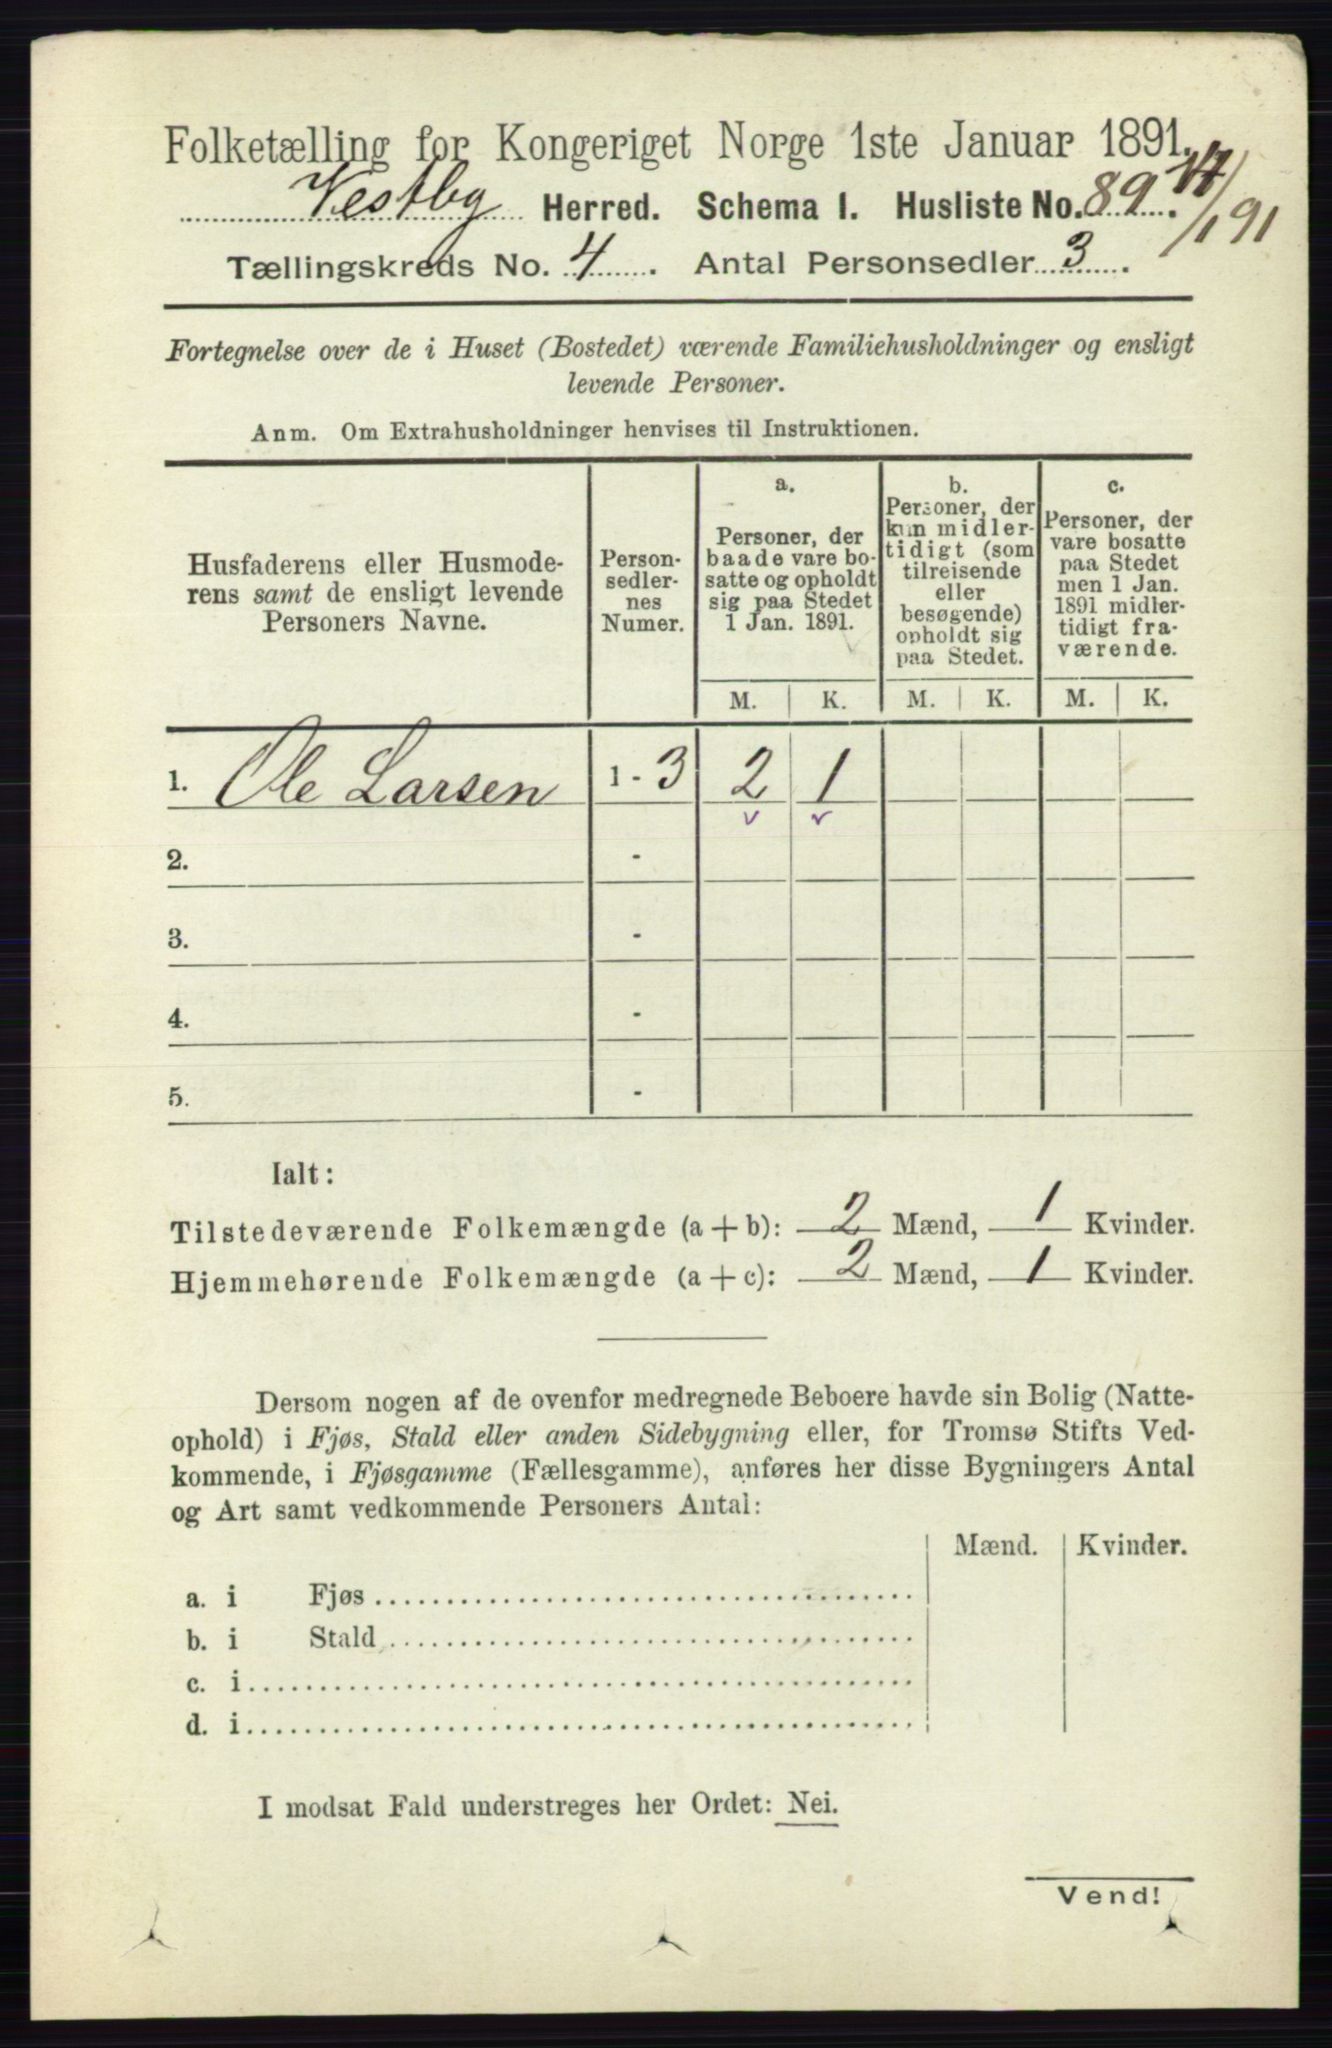 Folketælling for Kongeriget Norge 1ste Januar 1891.
Vestby Herred. Schema I. Husliste No. 89.
Tællingskreds No. 4. Antal Personsedler 3.
Fortegnelse over de i Huset (Bostedet) værende Familiehusholdninger og ensligt
levende Personer.
Anm. Om Extrahusholdninger henvises til Instruktionen.
Husfaderens eller Husmode-
rens samt de ensligt levende
Personers Navne.
Person-
sedler-
nes
Numer.
a.
Personer, der
baade vare bo-
satte og opholdt
sig paa Stedet
1 Jan. 1891.
b.
Personer, der
kun midler-
tidigt (som
tilreisende
eller
besøgende)
opholdt sig
paa Stedet.
c.
Personer, der
vare bosatte
paa Stedet
men 1 Jan.
1891 midler-
tidigt fra-
værende.
M. K. M. K. M. K.
1. Ole Larsen 1 - 3 2 1
2. -
3. -
4. -
5. -
Ialt:
Tilstedeværende Folkemængde (a + b): 2 Mænd, 1 Kvinder.
Hjemmehørende Folkemængde (a + c): 2 Mænd, 1 Kvinder.
Dersom nogen af de ovenfor medregnede Beboere havde sin Bolig (Natte-
ophold) i Fjøs, Stald eller anden Sidebygning eller, for Tromsø Stifts Ved-
kommende, i Fjøsgamme (Fællesgamme), anføres her disse Bygningers Antal
og Art samt vedkommende Personers Antal:
Mænd. Kvinder.
a. i Fjøs
b. i Stald
c. i
d. i
I modsat Fald understreges her Ordet: Nei.
Vend!